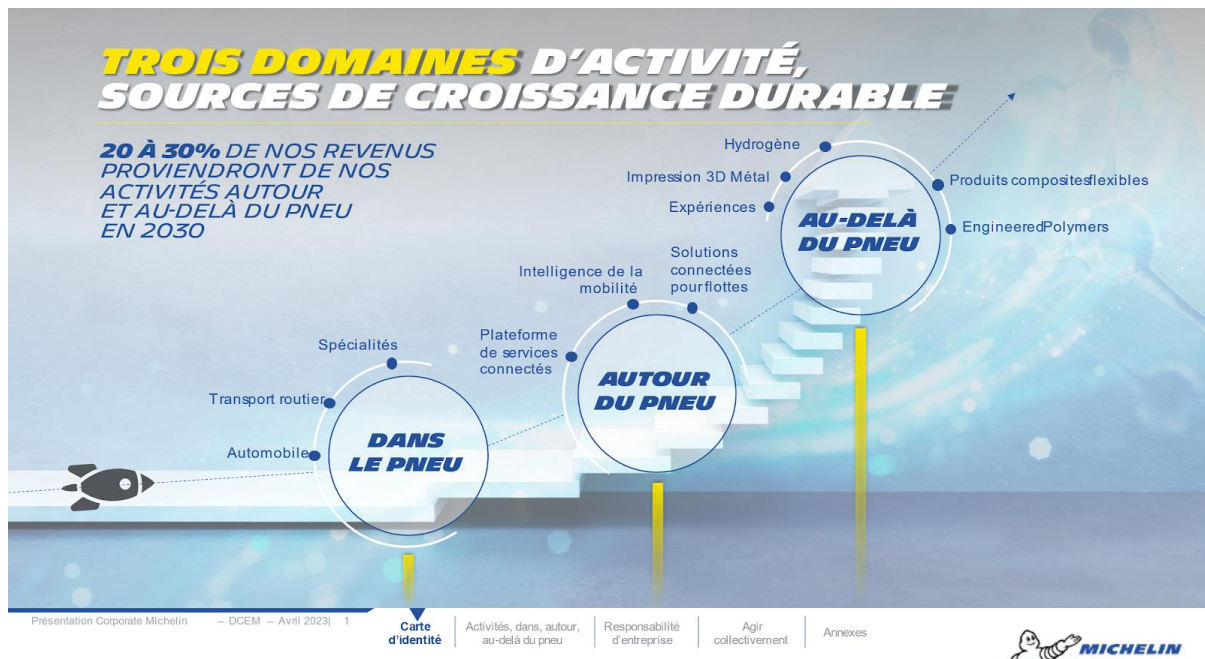 TROIS DOMAINES D'ACTIVITÉ,
SOURCES DE CROISSANCE DURABLE
20 À 30% DE NOS REVENUS
PROVIENDRONT DE NOS
ACTIVITÉS AUTOUR
ET AU-DELÀ DU PNEU
EN 2030
Hydrogène
Impression 3D Métal
Expériences
Produits compositesflexibles
EngineeredPolymers
AU-DELÀ
DU PNEU
Solutions
connectées
pourflottes
Intelligence de la
mobilité
Plateforme
de services
connectés
AUTOUR
DU PNEU
Spécialités
Transport routier
Automobile
DANS
LE PNEU
Présentation Corporate Michelin – DCEM – Avril 2023| 1
Carte
d'identité
Activités, dans, autour,
au-delà du pneu
Responsabilité
d'entreprise
Agir
collectivement
Annexes
MICHELIN